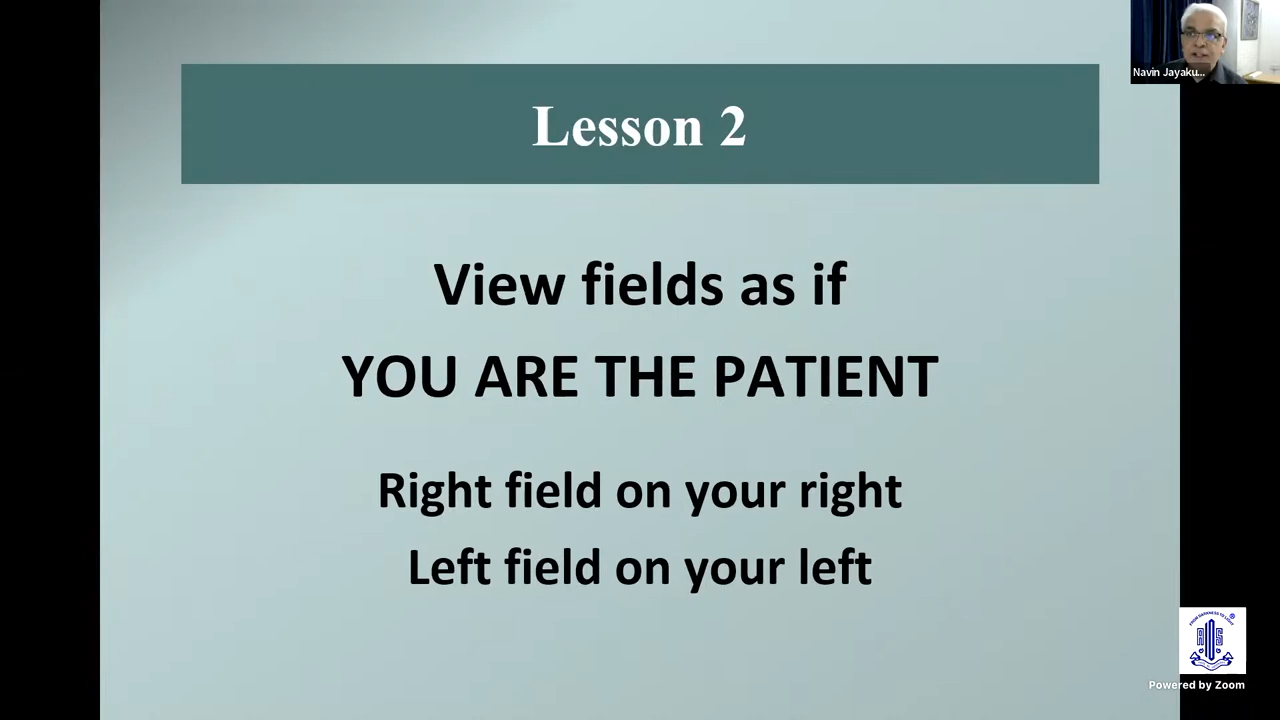 Navin Jayaku...
Lesson 2
View fields as if
YOU ARE THE PATIENT
Right field on your right
Left field on your left
Powered by Zoom